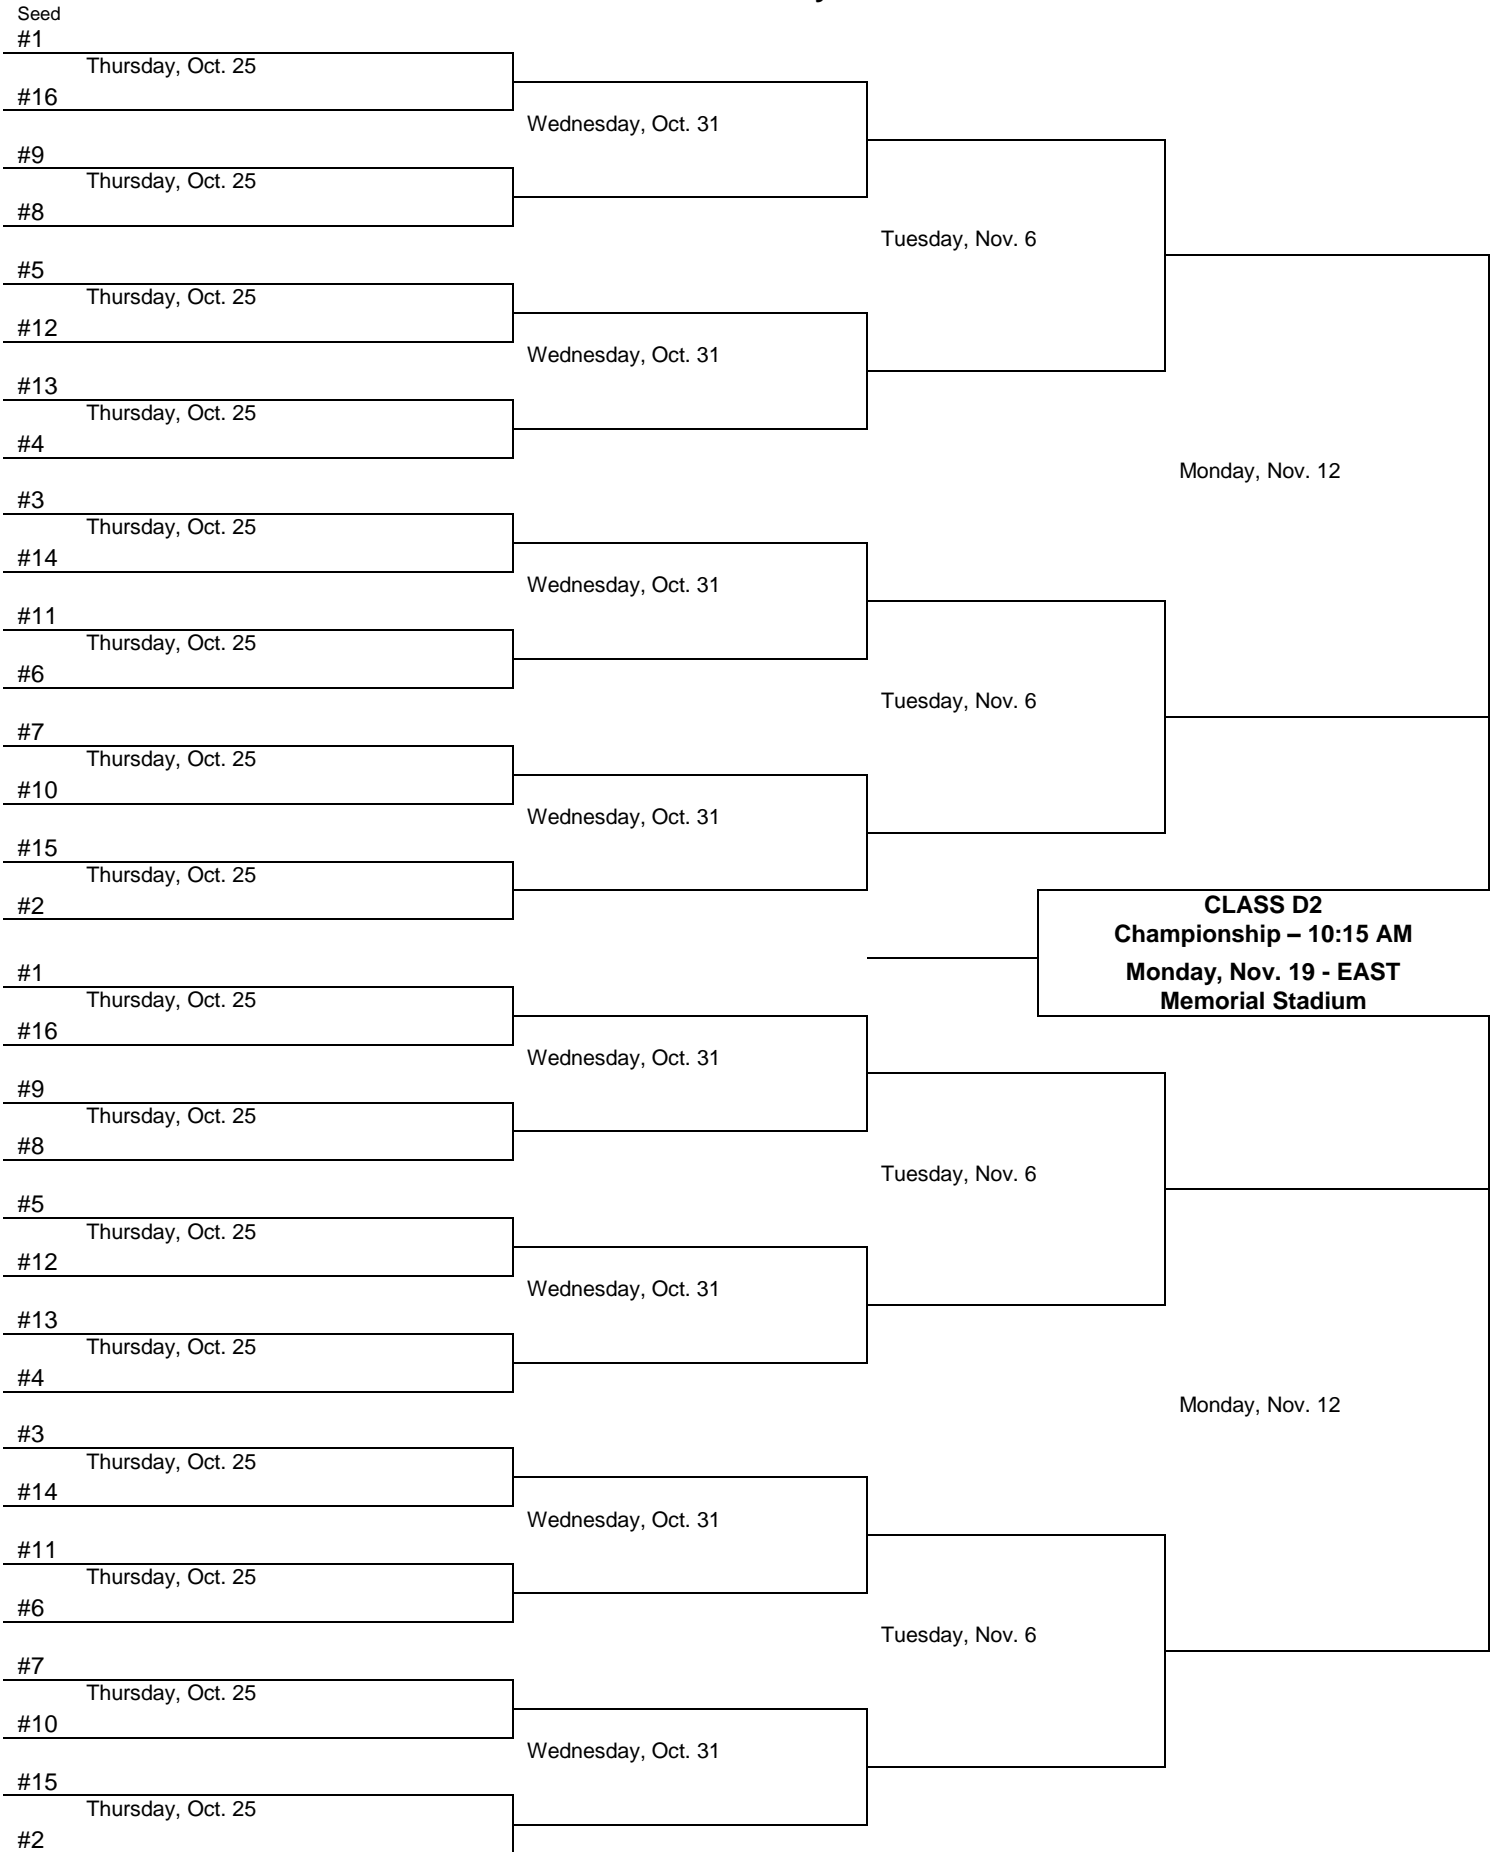 Seed
#1
Thursday, Oct. 25
#16
Wednesday, Oct. 31
#9
Thursday, Oct. 25
#8
Tuesday, Nov. 6
#5
Thursday, Oct. 25
#12
Wednesday, Oct. 31
#13
Thursday, Oct. 25
#4
Monday, Nov. 12
#3
Thursday, Oct. 25
#14
Wednesday, Oct. 31
#11
Thursday, Oct. 25
#6
Tuesday, Nov. 6
#7
Thursday, Oct. 25
#10
Wednesday, Oct. 31
#15
Thursday, Oct. 25
#2
CLASS D2
Championship – 10:15 AM
Monday, Nov. 19 - EAST
Memorial Stadium
#1
Thursday, Oct. 25
#16
Wednesday, Oct. 31
#9
Thursday, Oct. 25
#8
Tuesday, Nov. 6
#5
Thursday, Oct. 25
#12
Wednesday, Oct. 31
#13
Thursday, Oct. 25
#4
Monday, Nov. 12
#3
Thursday, Oct. 25
#14
Wednesday, Oct. 31
#11
Thursday, Oct. 25
#6
Tuesday, Nov. 6
#7
Thursday, Oct. 25
#10
Wednesday, Oct. 31
#15
Thursday, Oct. 25
#2